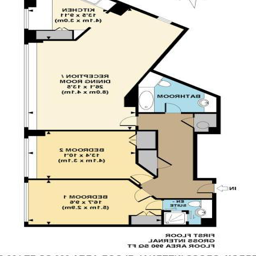 KITCHEN
13'5 x 9'11
(4.1m x 3.0m)
RECEPTION /
DINING ROOM
26'1 x 13'5
(8.0m x 4.1m)
BATHROOM
BEDROOM 2
13'4 x 10'1
(4.1m x 3.1m)
BEDROOM 1
16'7 x 9'6
(5.1m x 2.9m)
EN-
SUITE
IN
FIRST FLOOR
GROSS INTERNAL
FLOOR AREA 990 SQ FT